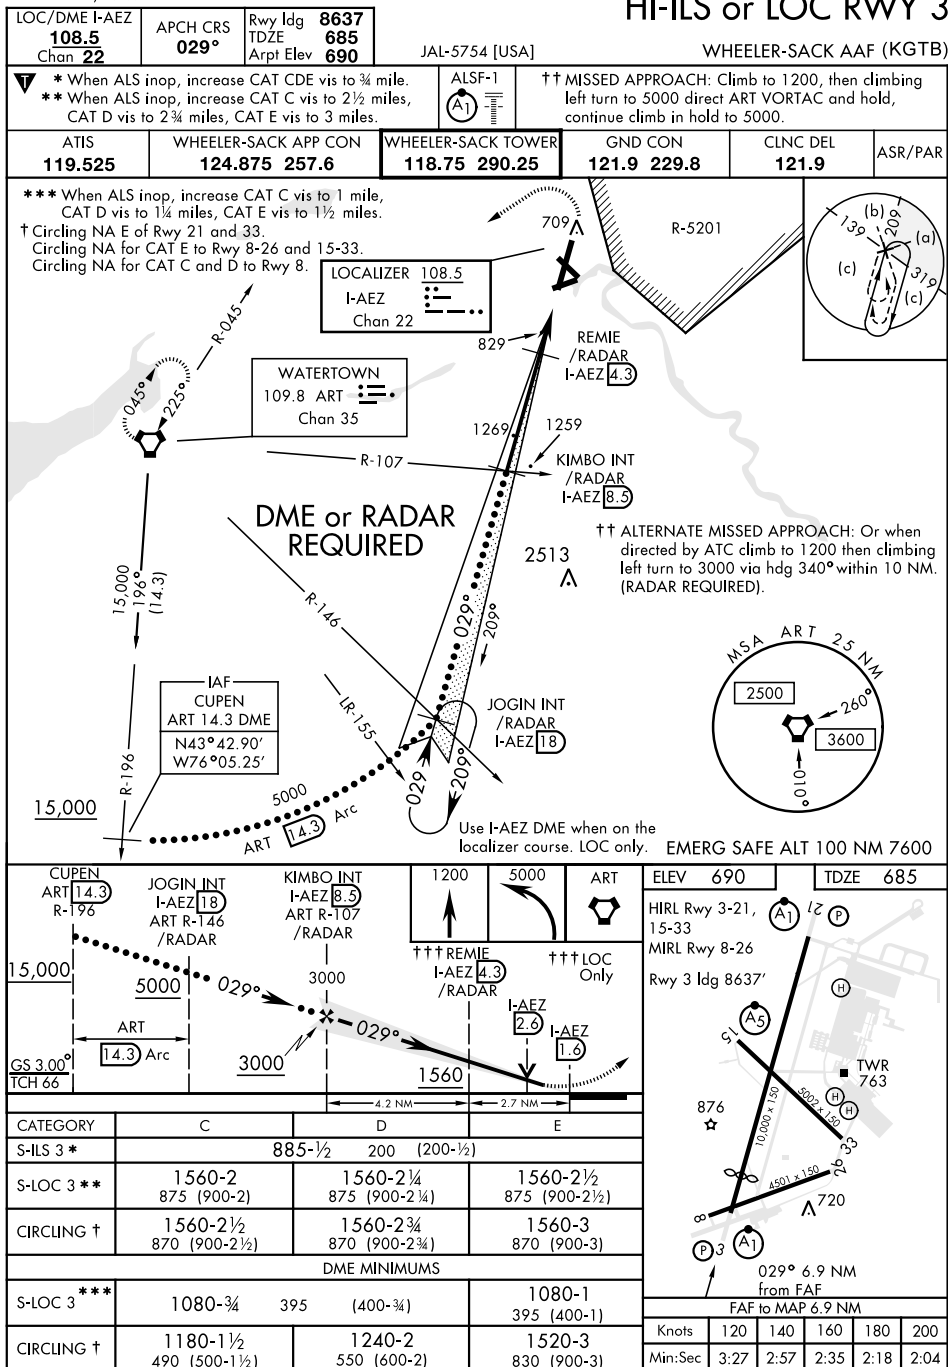 HI-ILS or LOC RWY 3
LOC/DME I-AEZ
108.5
Chan 22
APCH CRS
029°
Rwy ldg 8637
TDZE 685
Arpt Elev 690
JAL-5754 [USA]
WHEELER-SACK AAF (KGTB)
T
* When ALS inop, increase CAT CDE vis to ¾ mile.
** When ALS inop, increase CAT C vis to 2½ miles,
CAT D vis to 2¾ miles, CAT E vis to 3 miles.
ALSF-1
A1
†† MISSED APPROACH: Climb to 1200, then climbing
left turn to 5000 direct ART VORTAC and hold,
continue climb in hold to 5000.
ATIS
119.525
WHEELER-SACK APP CON
124.875 257.6
WHEELER-SACK TOWER
118.75 290.25
GND CON
121.9 229.8
CLNC DEL
121.9
ASR/PAR
*** When ALS inop, increase CAT C vis to 1 mile,
CAT D vis to 1¼ miles, CAT E vis to 1½ miles.
† Circling NA E of Rwy 21 and 33.
Circling NA for CAT E to Rwy 8-26 and 15-33.
Circling NA for CAT C and D to Rwy 8.
709
R-5201
(b)
139
209
(a)
(c)
319
(c)
LOCALIZER 108.5
I-AEZ
Chan 22
R-045
829
REMIE
/RADAR
I-AEZ 4.3
WATERTOWN
109.8 ART
Chan 35
045°
225°
1269
1259
R-107
KIMBO INT
/RADAR
I-AEZ 8.5
DME or RADAR
REQUIRED
2513
†† ALTERNATE MISSED APPROACH: Or when
directed by ATC climb to 1200 then climbing
left turn to 3000 via hdg 340° within 10 NM.
(RADAR REQUIRED).
15,000
196°
(14.3)
R-146
029°
209°
MSA ART 25 NM
2500
260°
3600
010°
IAF
CUPEN
ART 14.3 DME
N43°42.90'
W76°05.25'
LR-155
JOGIN INT
/RADAR
I-AEZ 18
R-196
029
209°
15,000
5000
ART 14.3 Arc
Use I-AEZ DME when on the
localizer course. LOC only.
EMERG SAFE ALT 100 NM 7600
CUPEN
ART 14.3
R-196
JOGIN INT
I-AEZ 18
ART R-146
/RADAR
KIMBO INT
I-AEZ 8.5
ART R-107
/RADAR
1200
5000
ART
†††REMIE
I-AEZ 4.3
/RADAR
†††LOC
Only
15,000
5000
029°
3000
I-AEZ
2.6
I-AEZ
1.6
ART
14.3 Arc
029°
3000
1560
GS 3.00°
TCH 66
4.2 NM
2.7 NM
ELEV 690
TDZE 685
HIRL Rwy 3-21,
15-33
MIRL Rwy 8-26
Rwy 3 ldg 8637'
A1
21
P
H
A5
15
TWR
763
876
10,000 x 150
5002 x 150
H
H
33
26
4501 x 150
720
8
P
3
A1
029° 6.9 NM
from FAF
CATEGORY C D E
S-ILS 3 * 885-½ 200 (200-½)
S-LOC 3 ** 1560-2 1560-2¼ 1560-2½
875 (900-2) 875 (900-2¼) 875 (900-2½)
CIRCLING † 1560-2½ 1560-2¾ 1560-3
870 (900-2½) 870 (900-2¾) 870 (900-3)
DME MINIMUMS
S-LOC 3 *** 1080-¾ 395 (400-¾) 1080-1
395 (400-1)
CIRCLING † 1180-1½ 1240-2 1520-3
490 (500-1½) 550 (600-2) 830 (900-3)
FAF to MAP 6.9 NM
Knots 120 140 160 180 200
Min:Sec 3:27 2:57 2:35 2:18 2:04